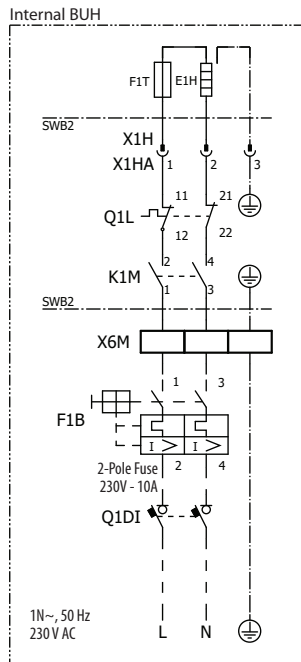 Internal BUH
F1T E1H
SWB2
X1H
X1HA 1 2 3
11 21
Q1L
12 22
2 4
K1M
1 3
SWB2
X6M
1 3
F1B
I > I >
2-Pole Fuse 2 4
230V - 10A
Q1DI
1N~, 50 Hz
230 V AC L N